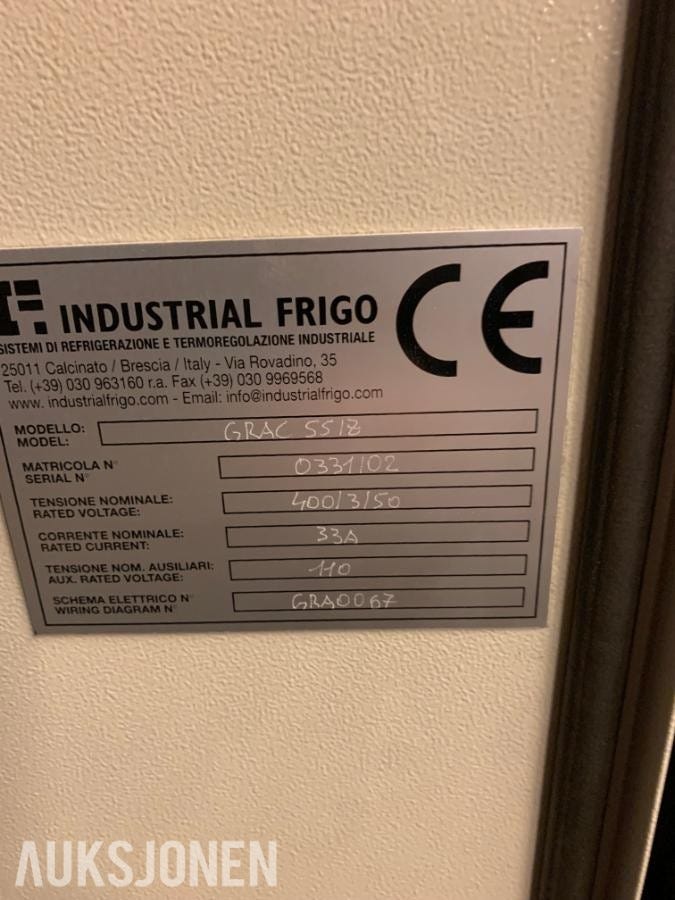 INDUSTRIAL FRIGO CE
SISTEMI DI REFRIGERAZIONE E TERMOREGOLAZIONE INDUSTRIALE
25011 Calcinato / Brescia / Italy - Via Rovadino, 35
Tel. (+39) 030 963160 r.a. Fax (+39) 030 9969568
www. industrialfrigo.com - Email: info@industrialfrigo.com
MODELLO:
MODEL: GRAC 55/Z
MATRICOLA N°
SERIAL N° 0331/02
TENSIONE NOMINALE:
RATED VOLTAGE: 400/3/50
CORRENTE NOMINALE:
RATED CURRENT: 33A
TENSIONE NOM. AUSILIARI:
AUX. RATED VOLTAGE: 110
SCHEMA ELETTRICO N°
WIRING DIAGRAM N° GRA0067
AUKSJONEN